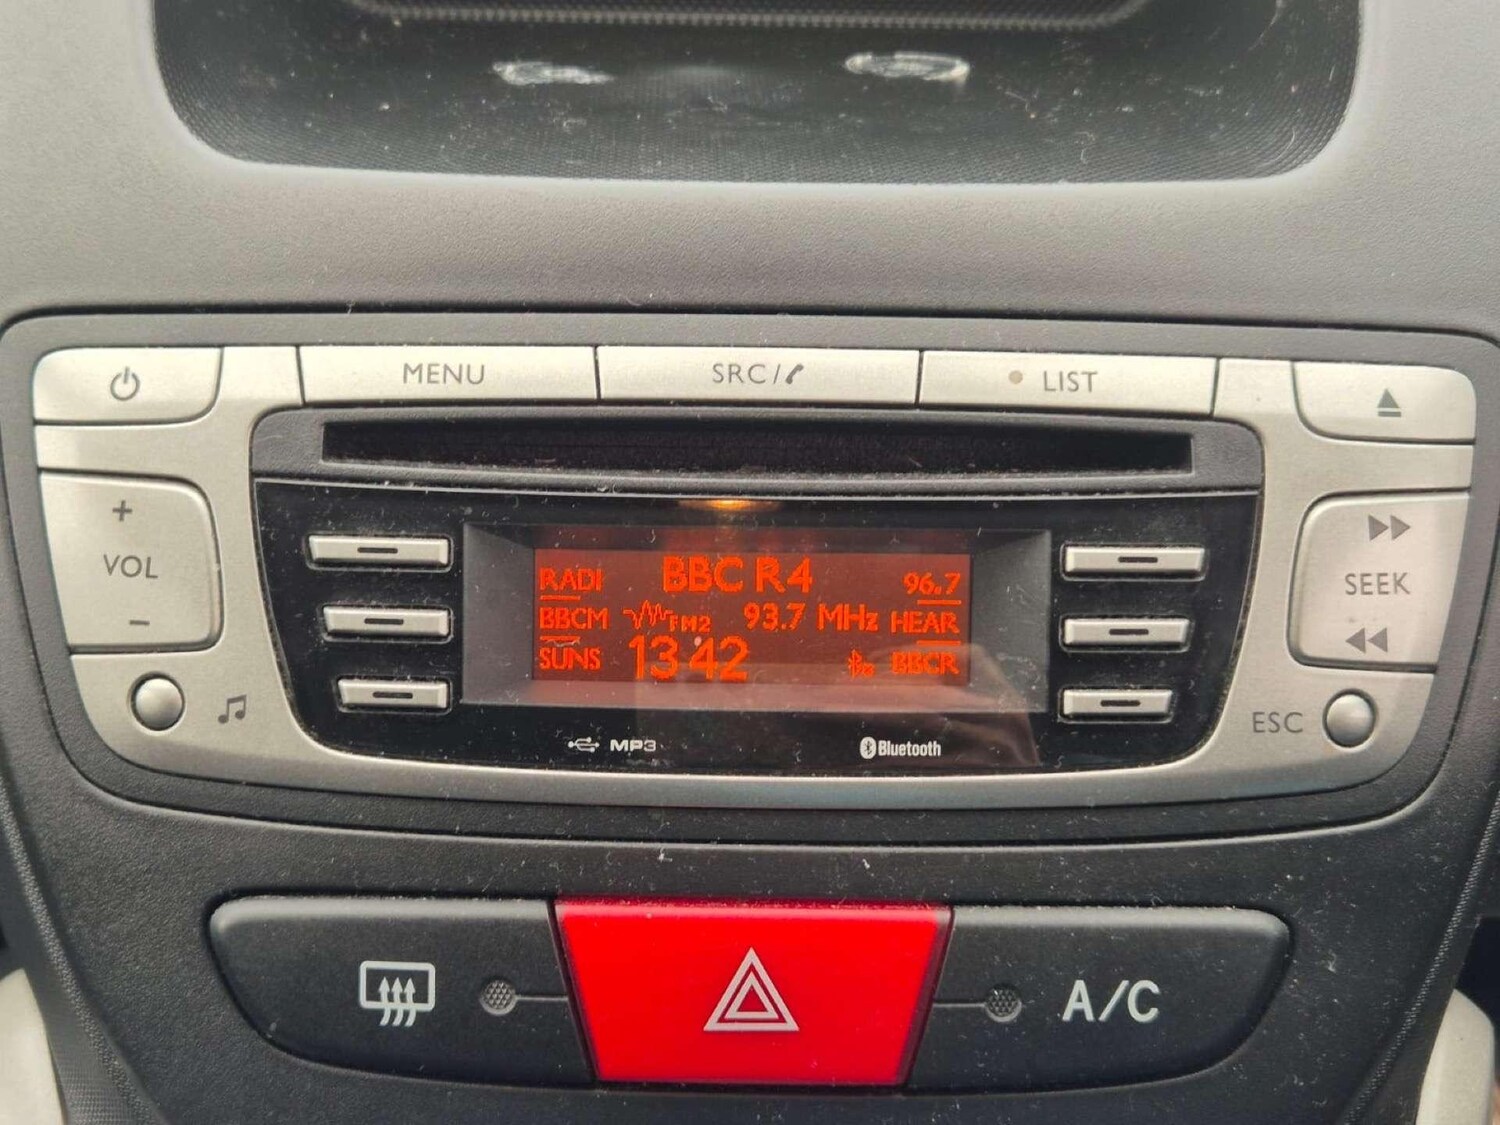 MENU
SRC/
LIST
+
VOL
-
SEEK
ESC
RADI BBC R4 96.7
BBCM FM2 93.7 MHz HEAR
SUNS 13:42 BBCR
MP3
Bluetooth
A/C